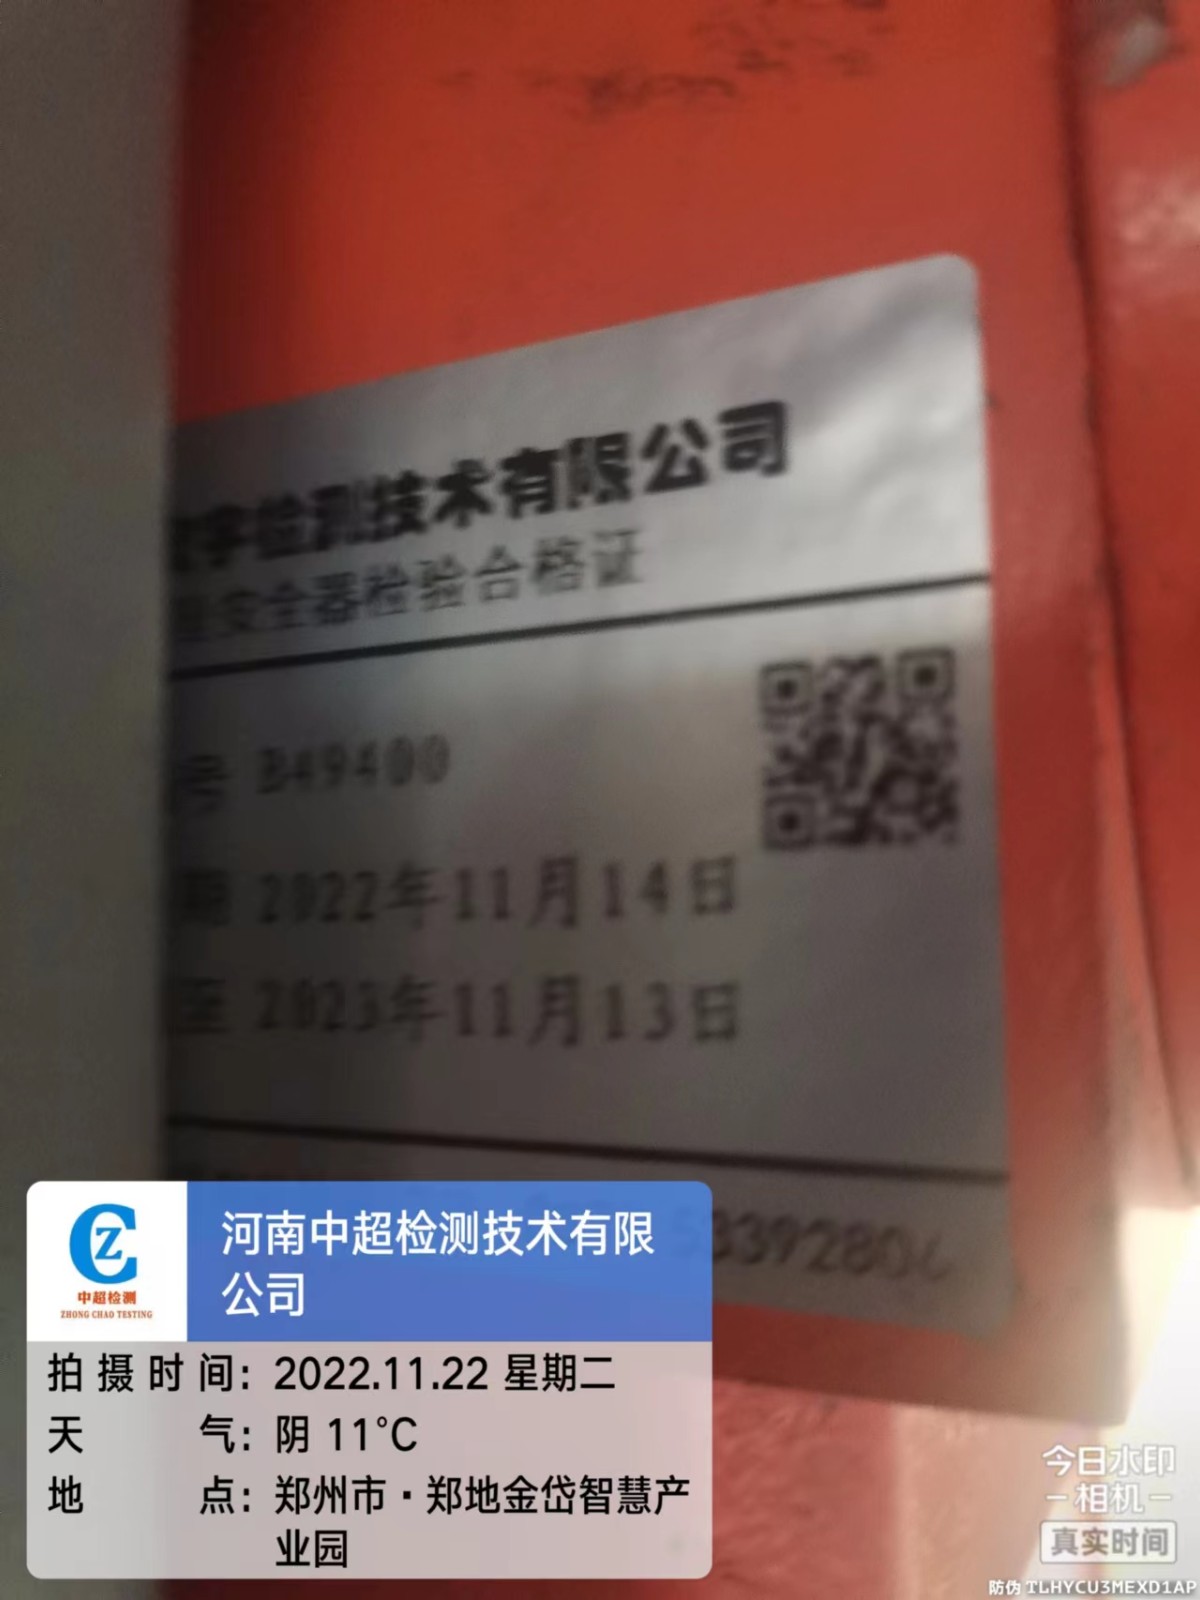 宇检测技术有限公司
安全器检验合格证
号 B49400
期 2022年11月14日
至 2023年11月13日
53392806
中超检测
ZHONG CHAO TESTING
河南中超检测技术有限
公司
拍摄时间：2022.11.22 星期二
天气：阴 11°C
地点：郑州市·郑地金岱智慧产
业园
今日水印
相机
真实时间
防伪 TLHYCU3MEXD1AP